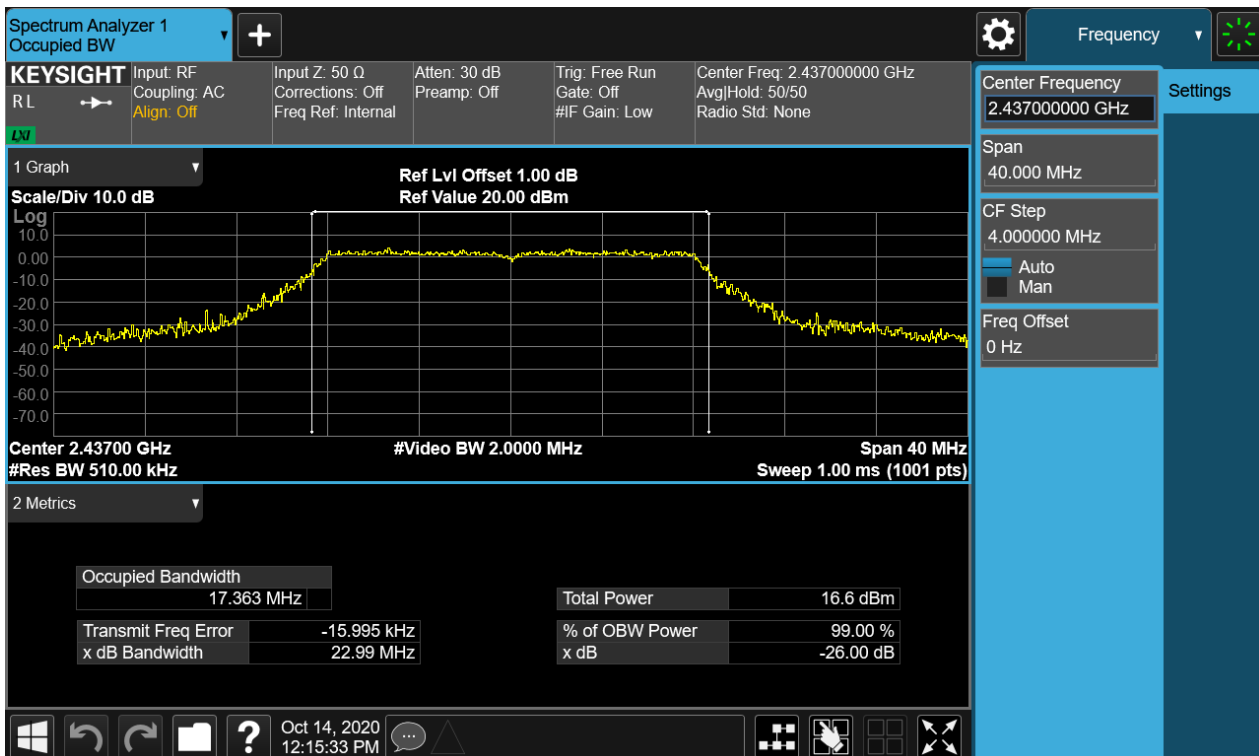 Spectrum Analyzer 1
Occupied BW
+
Frequency
KEYSIGHT
R L
LXI
Input: RF
Coupling: AC
Align: Off
Input Z: 50 Ω
Corrections: Off
Freq Ref: Internal
Atten: 30 dB
Preamp: Off
Trig: Free Run
Gate: Off
#IF Gain: Low
Center Freq: 2.437000000 GHz
Avg|Hold: 50/50
Radio Std: None
Center Frequency
2.437000000 GHz
Settings
Span
40.000 MHz
CF Step
4.000000 MHz
Auto
Man
Freq Offset
0 Hz
1 Graph
Scale/Div 10.0 dB
Ref Lvl Offset 1.00 dB
Ref Value 20.00 dBm
Log
10.0
0.00
-10.0
-20.0
-30.0
-40.0
-50.0
-60.0
-70.0
Center 2.43700 GHz
#Video BW 2.0000 MHz
Span 40 MHz
#Res BW 510.00 kHz
Sweep 1.00 ms (1001 pts)
2 Metrics
Occupied Bandwidth
17.363 MHz
Total Power 16.6 dBm
Transmit Freq Error -15.995 kHz
% of OBW Power 99.00 %
x dB Bandwidth 22.99 MHz
x dB -26.00 dB
?
Oct 14, 2020
12:15:33 PM